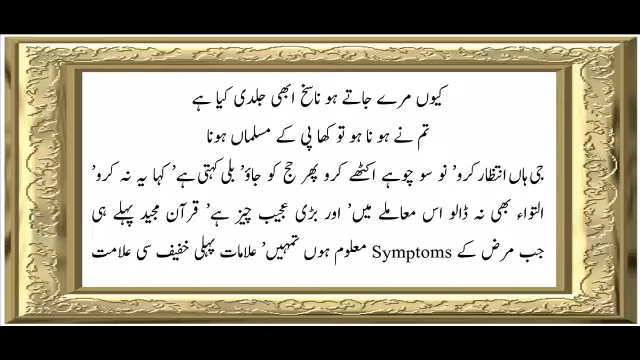 کیوں مرے جاتے ہو ناسخ ابھی جلدی کیا ہے
تم نے ہونا ہو تو کھا پی کے مسلماں ہونا
جی ہاں انتظار کرو٬ نو سو چوہے اکٹھے کرو پھر حج کو جاؤ٬ بلی کہتی ہے٬ کہا یہ نہ کرو٬
التواء بھی نہ ڈالو اس معاملے میں٬ اور بڑی عجیب چیز ہے٬ قرآن مجید پہلے ہی
جب مرض کے Symptoms معلوم ہوں تمہیں٬ علامات پہلی خفیف سی علامت